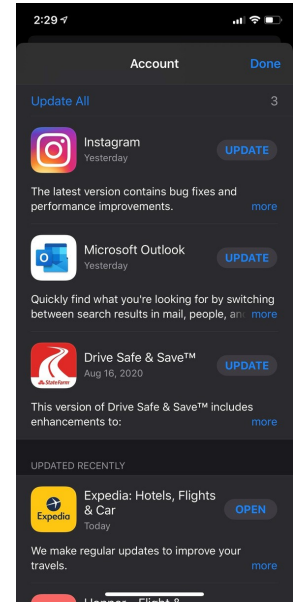 2:29
Account
Done
Update All
3
Instagram
Yesterday
UPDATE
The latest version contains bug fixes and
performance improvements.
more
Microsoft Outlook
Yesterday
UPDATE
Quickly find what you're looking for by switching
between search results in mail, people, an
more
Drive Safe & Save™
Aug 16, 2020
UPDATE
StateFarm
This version of Drive Safe & Save™ includes
enhancements to:
more
UPDATED RECENTLY
Expedia: Hotels, Flights
& Car
Today
OPEN
Expedia
We make regular updates to improve your
travels.
more
Flight &